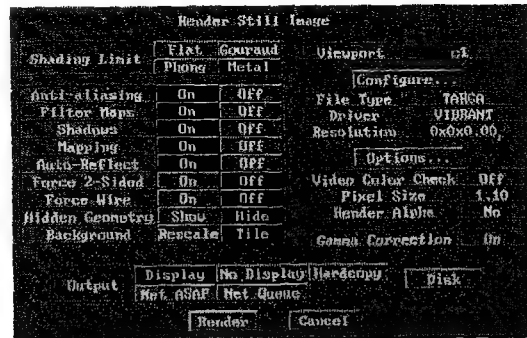 Render Still Image
Shading Limit Flat Gouraud
Phong Metal
Anti-aliasing On Off
Filter Maps On Off
Shadows On Off
Mapping On Off
Auto-Reflect On Off
Force 2-Sided On Off
Force Wire On Off
Hidden Geometry Show Hide
Background Rescale Tile
Viewport
Configure...
File Type TARGA
Driver VIBRANT
Resolution 0x0x0.00,
Options...
Video Color Check Off
Pixel Size 1.10
Render Alpha No
Gamma Correction On
Output Display No Display Hardcopy Disk
Net ASAP Net Queue
Render Cancel